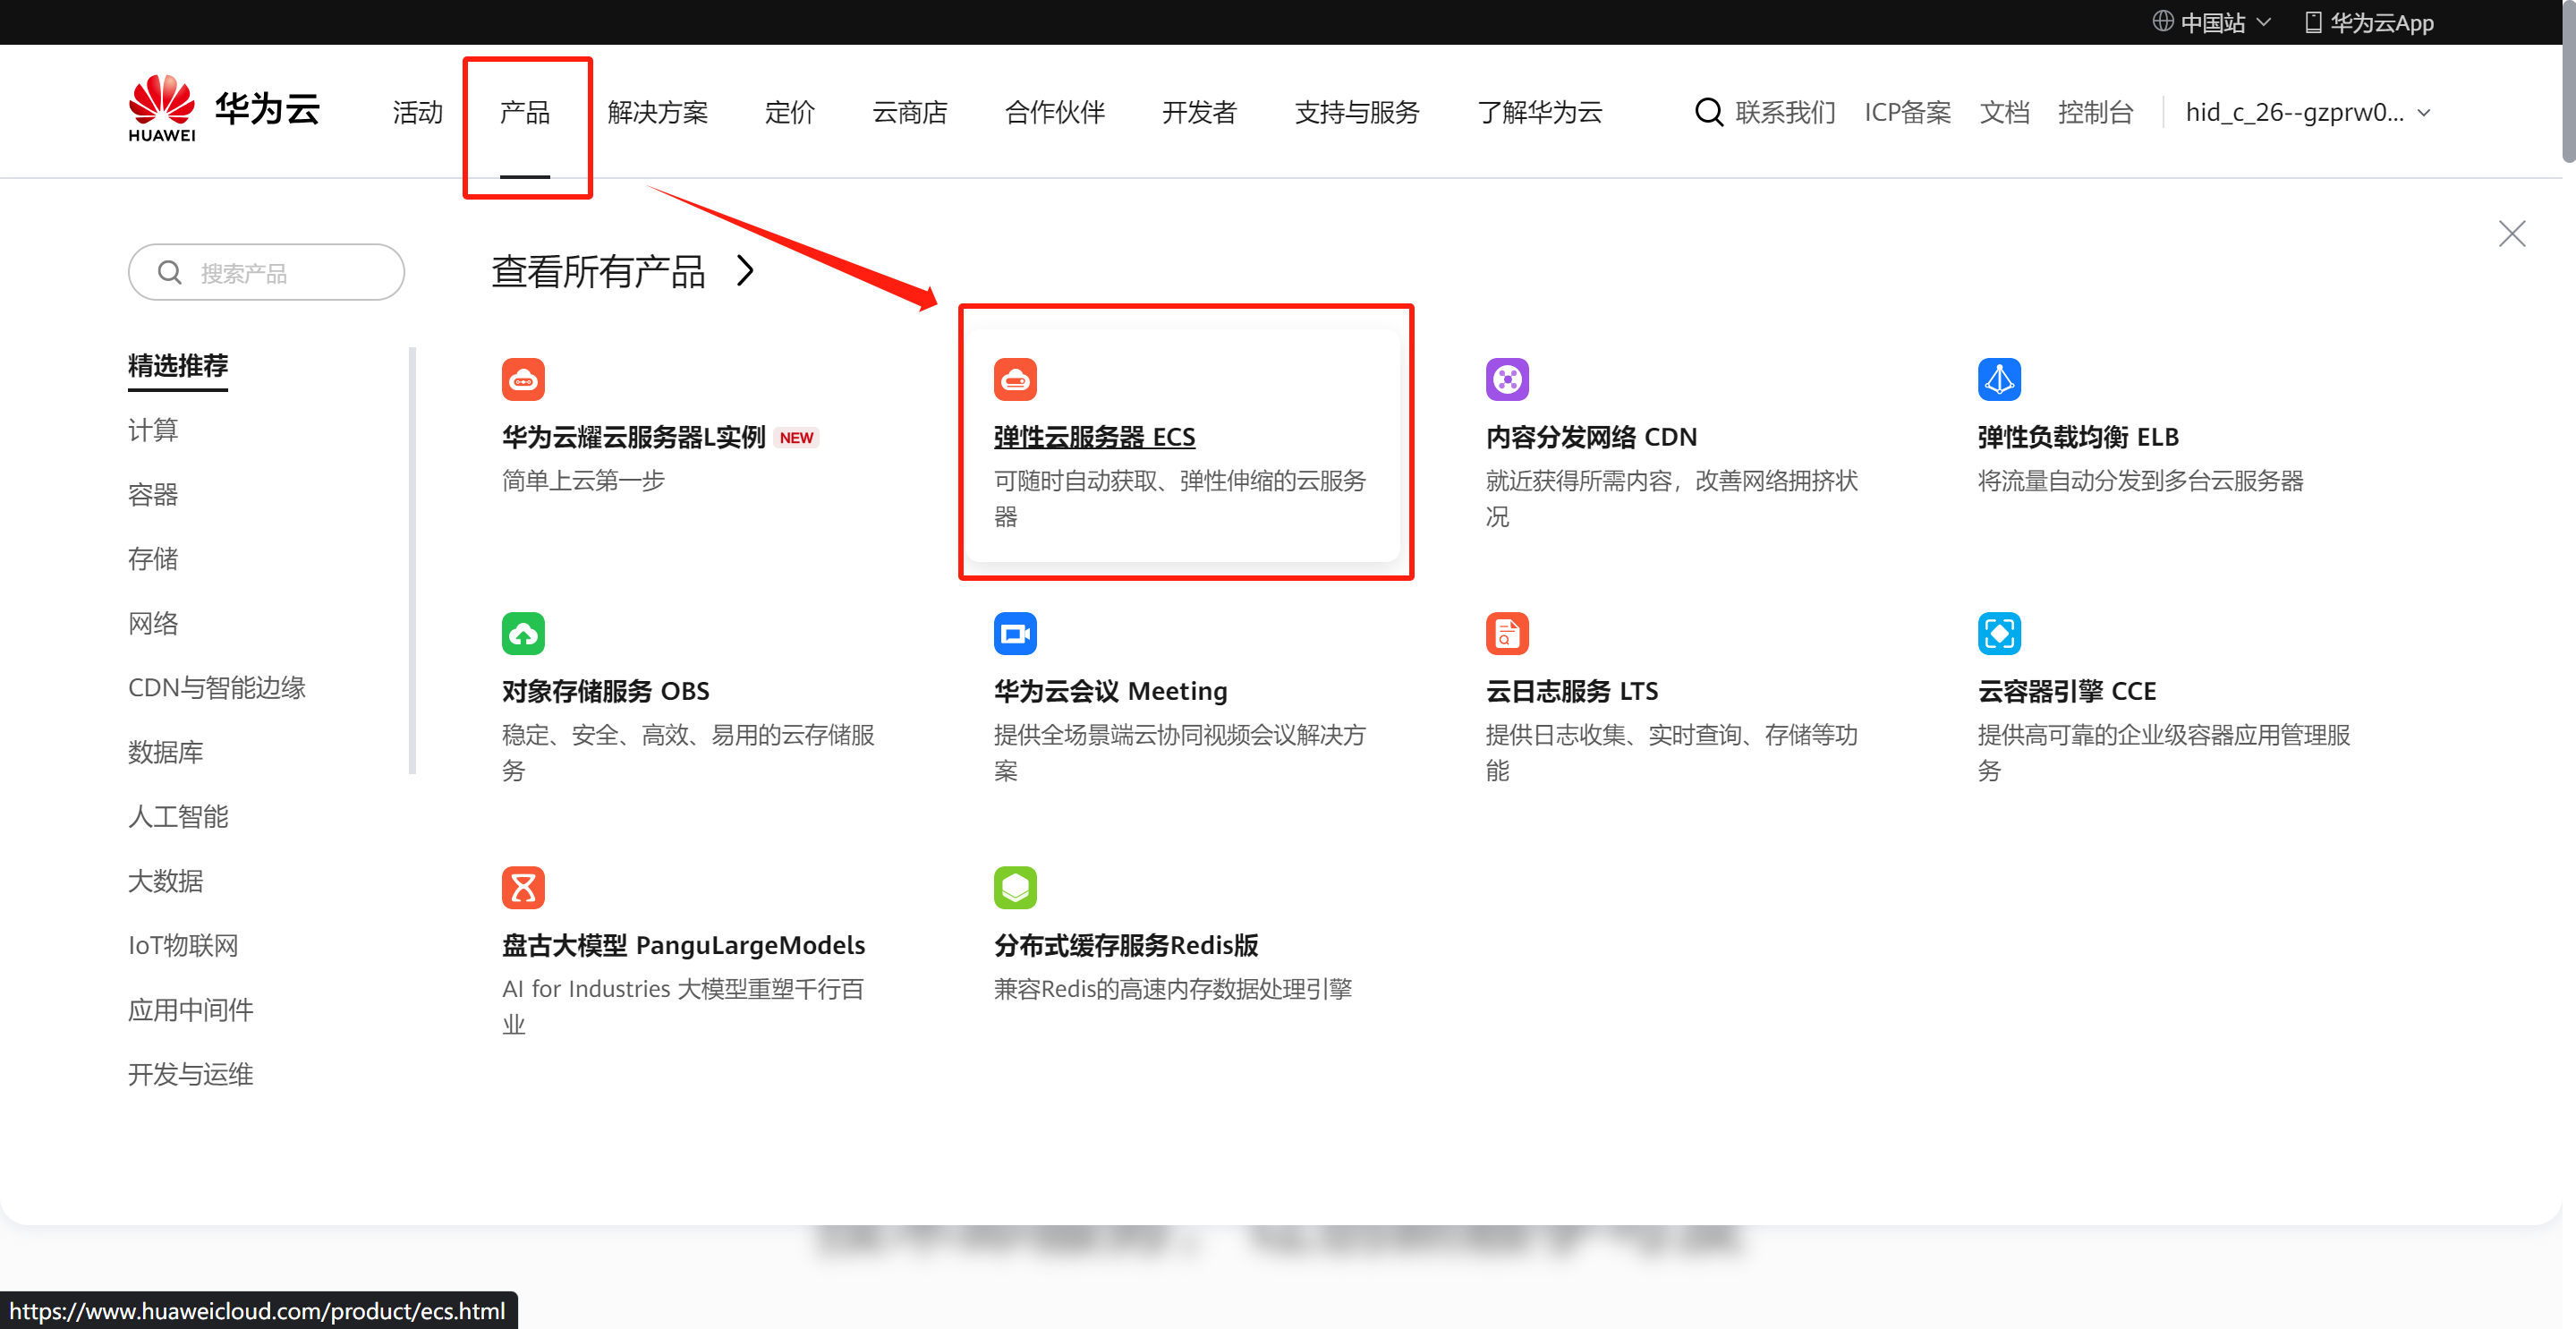 中国站 华为云App
HUAWEI 华为云 活动 产品 解决方案 定价 云商店 合作伙伴 开发者 支持与服务 了解华为云 联系我们 ICP备案 文档 控制台 hid_c_26--gzprw0...
搜索产品
查看所有产品
精选推荐
计算
容器
存储
网络
CDN与智能边缘
数据库
人工智能
大数据
IoT物联网
应用中间件
开发与运维
华为云耀云服务器L实例 NEW
简单上云第一步
弹性云服务器 ECS
可随时自动获取、弹性伸缩的云服务
器
内容分发网络 CDN
就近获得所需内容，改善网络拥挤状
况
弹性负载均衡 ELB
将流量自动分发到多台云服务器
对象存储服务 OBS
稳定、安全、高效、易用的云存储服
务
华为云会议 Meeting
提供全场景端云协同视频会议解决方
案
云日志服务 LTS
提供日志收集、实时查询、存储等功
能
云容器引擎 CCE
提供高可靠的企业级容器应用管理服
务
盘古大模型 PanguLargeModels
AI for Industries 大模型重塑千行百
业
分布式缓存服务Redis版
兼容Redis的高速内存数据处理引擎
https://www.huaweicloud.com/product/ecs.html